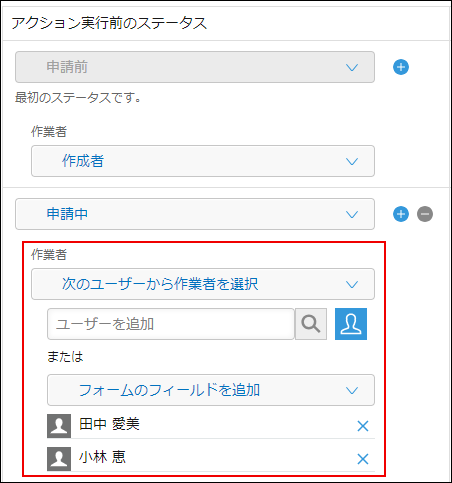 アクション実行前のステータス
申請前
最初のステータスです。
作業者
作成者
申請中
作業者
次のユーザーから作業者を選択
ユーザーを追加
または
フォームのフィールドを追加
田中 愛美
小林 恵